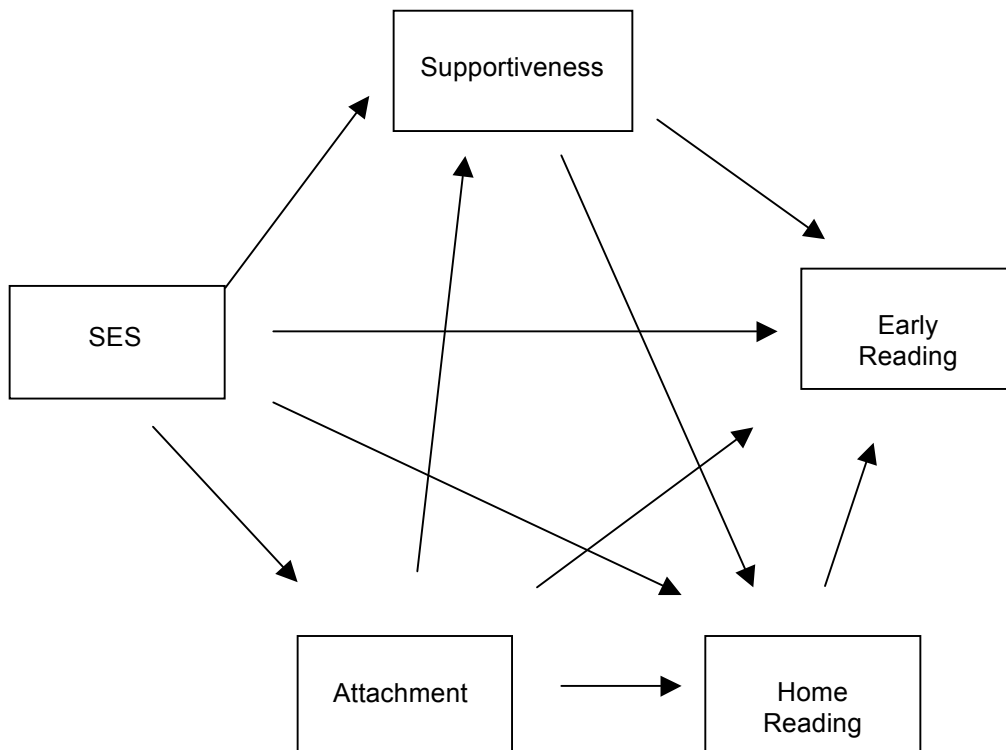 Supportiveness
SES
Early
Reading
Attachment
Home
Reading